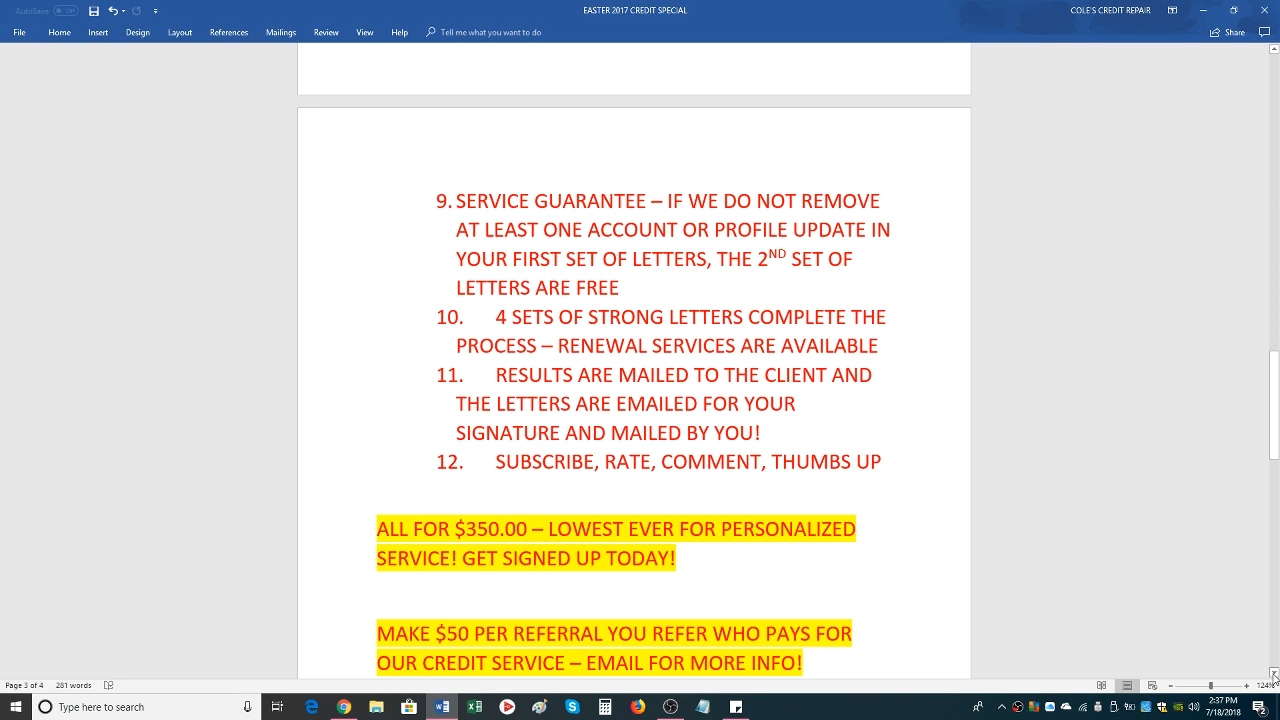 AutoSave Off
EASTER 2017 CREDIT SPECIAL
COLE'S CREDIT REPAIR
File Home Insert Design Layout References Mailings Review View Help Tell me what you want to do Share
9. SERVICE GUARANTEE – IF WE DO NOT REMOVE
AT LEAST ONE ACCOUNT OR PROFILE UPDATE IN
YOUR FIRST SET OF LETTERS, THE 2ND SET OF
LETTERS ARE FREE
10. 4 SETS OF STRONG LETTERS COMPLETE THE
PROCESS – RENEWAL SERVICES ARE AVAILABLE
11. RESULTS ARE MAILED TO THE CLIENT AND
THE LETTERS ARE EMAILED FOR YOUR
SIGNATURE AND MAILED BY YOU!
12. SUBSCRIBE, RATE, COMMENT, THUMBS UP
ALL FOR $350.00 – LOWEST EVER FOR PERSONALIZED
SERVICE! GET SIGNED UP TODAY!
MAKE $50 PER REFERRAL YOU REFER WHO PAYS FOR
OUR CREDIT SERVICE – EMAIL FOR MORE INFO!
Page 3 of 4 281 words 124%
Type here to search
2:37 PM
7/18/2018